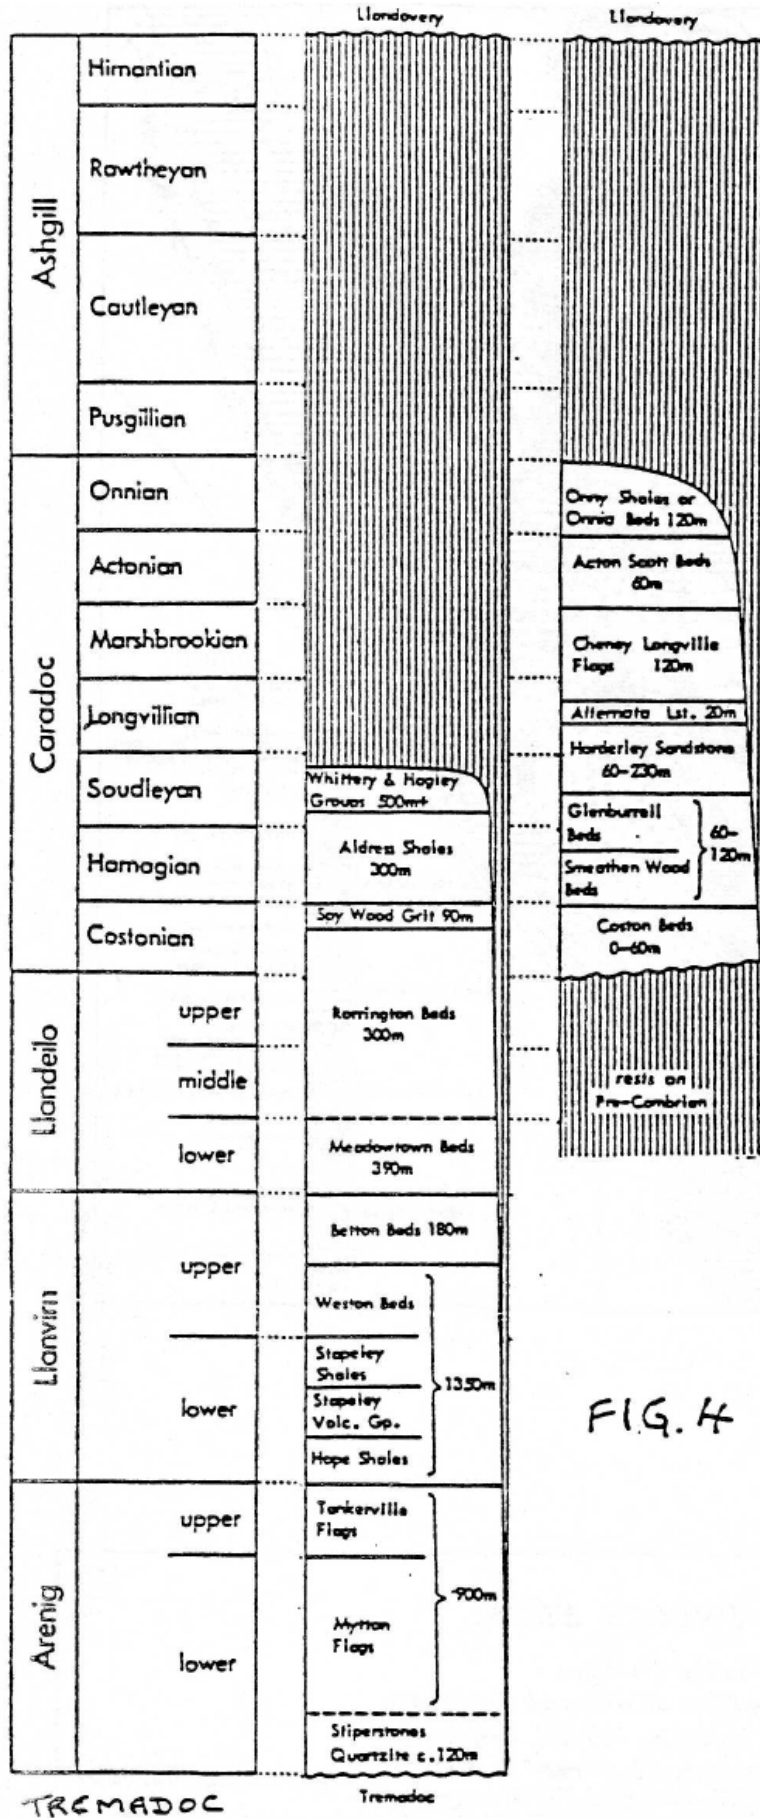 Llandovery
Llandovery
Ashgill
Hirnantian
Rawtheyan
Cautleyan
Pusgillian
Caradoc
Onnian
Actonian
Marshbrookian
Longvillian
Soudleyan
Harnagian
Costonian
Llandeilo
upper
middle
lower
Llanvirn
upper
lower
Arenig
upper
lower
TREMADOC
Whittery & Hagley
Groups 500m+
Aldress Shales
300m
Spy Wood Grit 90m
Rorrington Beds
300m
Meadowtown Beds
390m
Betton Beds 180m
Weston Beds
Stapeley
Shales
Stapeley
Volc. Gp.
Hope Shales
1350m
Tankerville
Flags
Mytton
Flags
900m
Stiperstones
Quartzite c.120m
Tremadoc
Onny Shales or
Onnia Beds 120m
Acton Scott Beds
60m
Cheney Longville
Flags 120m
Alternata Lst. 20m
Horderley Sandstone
60-230m
Glenburrell
Beds
Smeathen Wood
Beds
60-
120m
Coston Beds
0-60m
rests on
Pre-Cambrian
FIG. 4